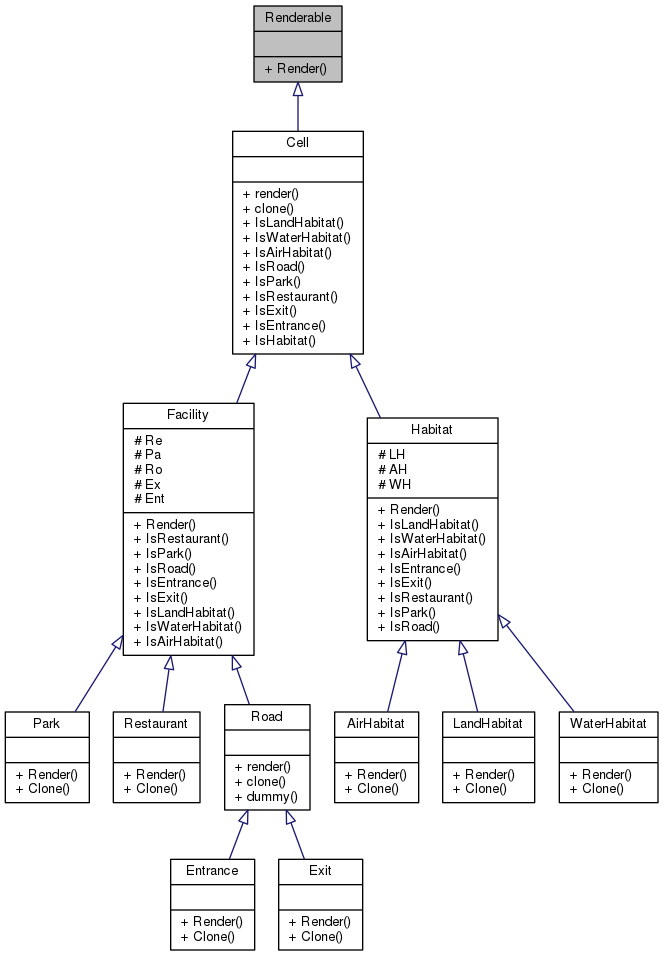 Renderable
+ Render()
Cell
+ render()
+ clone()
+ IsLandHabitat()
+ IsWaterHabitat()
+ IsAirHabitat()
+ IsRoad()
+ IsPark()
+ IsRestaurant()
+ IsExit()
+ IsEntrance()
+ IsHabitat()
Facility
# Re
# Pa
# Ro
# Ex
# Ent
+ Render()
+ IsRestaurant()
+ IsPark()
+ IsRoad()
+ IsEntrance()
+ IsExit()
+ IsLandHabitat()
+ IsWaterHabitat()
+ IsAirHabitat()
Habitat
# LH
# AH
# WH
+ Render()
+ IsLandHabitat()
+ IsWaterHabitat()
+ IsAirHabitat()
+ IsEntrance()
+ IsExit()
+ IsRestaurant()
+ IsPark()
+ IsRoad()
Park
+ Render()
+ Clone()
Restaurant
+ Render()
+ Clone()
Road
+ render()
+ clone()
+ dummy()
AirHabitat
+ Render()
+ Clone()
LandHabitat
+ Render()
+ Clone()
WaterHabitat
+ Render()
+ Clone()
Entrance
+ Render()
+ Clone()
Exit
+ Render()
+ Clone()